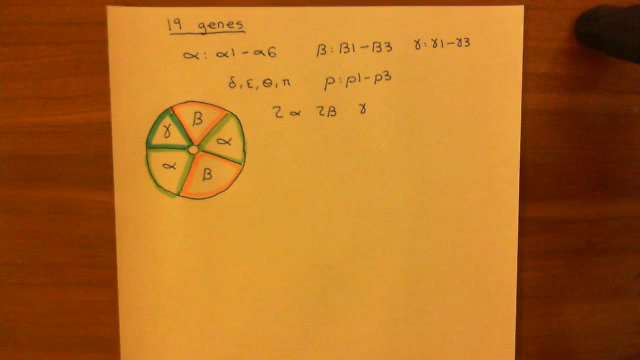 19 genes
α: α1-α6 β: β1-β3 γ: γ1-γ3
δ, ε, θ, π ρ: ρ1-ρ3
2α 2β γ
β
γ
α
α
β